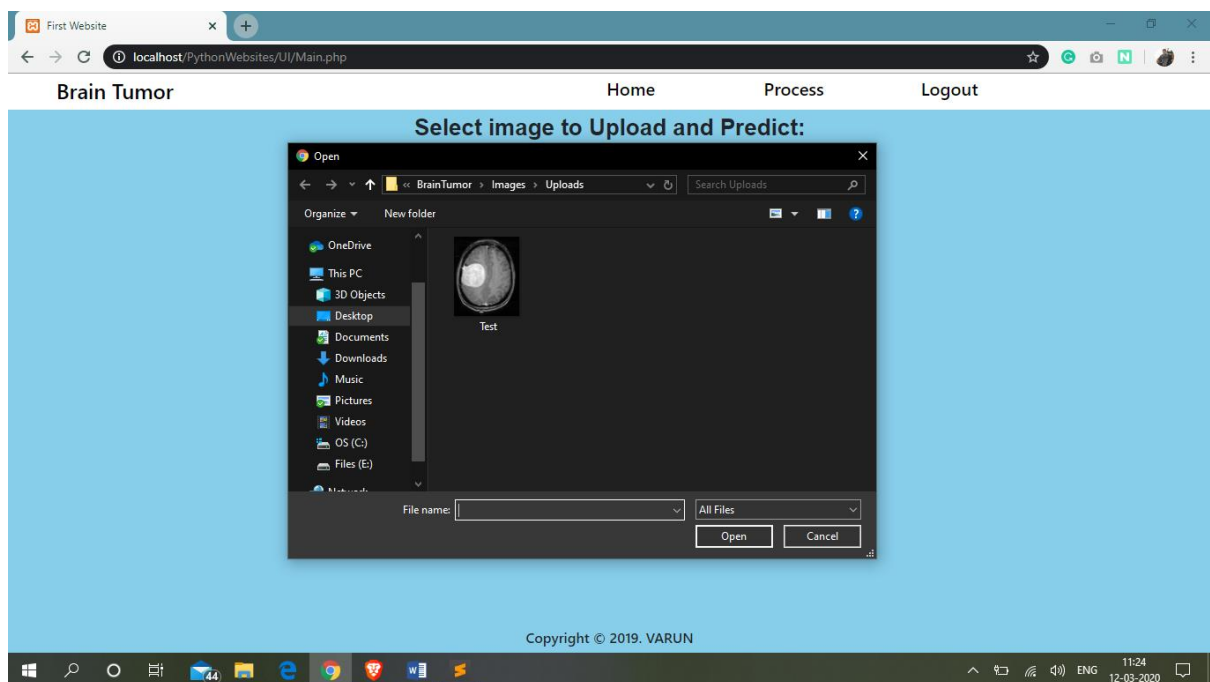 First Website
localhost/PythonWebsites/UI/Main.php
Brain Tumor Home Process Logout
Select image to Upload and Predict:
Open
« BrainTumor › Images › Uploads Search Uploads
Organize New folder
OneDrive
This PC
3D Objects
Desktop
Documents
Downloads
Music
Pictures
Videos
OS (C:)
Files (E:)
Test
File name: All Files
Open Cancel
Copyright © 2019. VARUN
44 ENG 11:24
12-03-2020